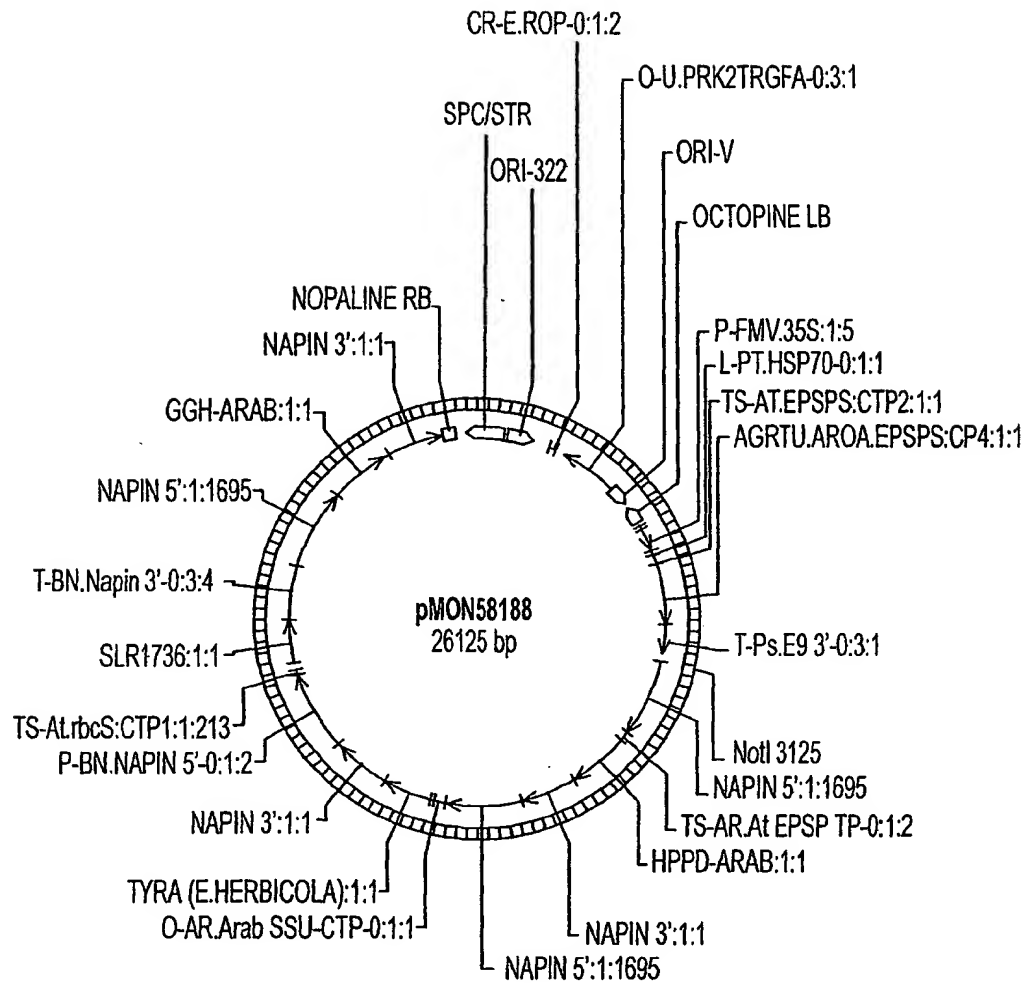 CR-E.ROP-0:1:2
O-U.PRK2TRGFA-0:3:1
SPC/STR
ORI-V
ORI-322
OCTOPINE LB
NOPALINE RB
P-FMV.35S:1:5
NAPIN 3':1:1
L-PT.HSP70-0:1:1
TS-AT.EPSPS:CTP2:1:1
GGH-ARAB:1:1
AGRTU.AROA.EPSPS:CP4:1:1
NAPIN 5':1:1695
T-BN.Napin 3'-0:3:4
pMON58188
26125 bp
SLR1736:1:1
T-Ps.E9 3'-0:3:1
TS-At.rbcS:CTP1:1:213
NotI 3125
P-BN.NAPIN 5'-0:1:2
NAPIN 5':1:1695
NAPIN 3':1:1
TS-AR.At EPSP TP-0:1:2
HPPD-ARAB:1:1
TYRA (E.HERBICOLA):1:1
O-AR.Arab SSU-CTP-0:1:1
NAPIN 3':1:1
NAPIN 5':1:1695